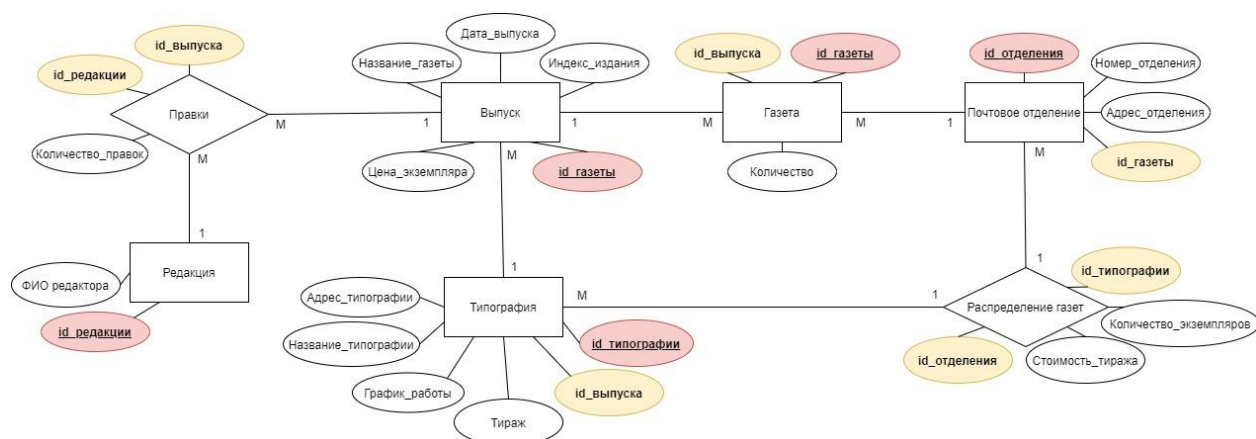 id_выпуска
id_редакции
Правки
Количество_правок
М
М
1
Редакция
ФИО редактора
id_редакции
Дата_выпуска
Название_газеты
Индекс_издания
Выпуск
1
1
М
Цена_экземпляра
id_газеты
id_выпуска
id_газеты
Газета
М
М
Количество
id_отделения
Номер_отделения
Почтовое отделение
Адрес_отделения
1
М
id_газеты
1
Адрес_типографии
Типография
М
Название_типографии
id_типографии
График_работы
id_выпуска
Тираж
1
1
id_типографии
Распределение газет
Количество_экземпляров
id_отделения
Стоимость_тиража